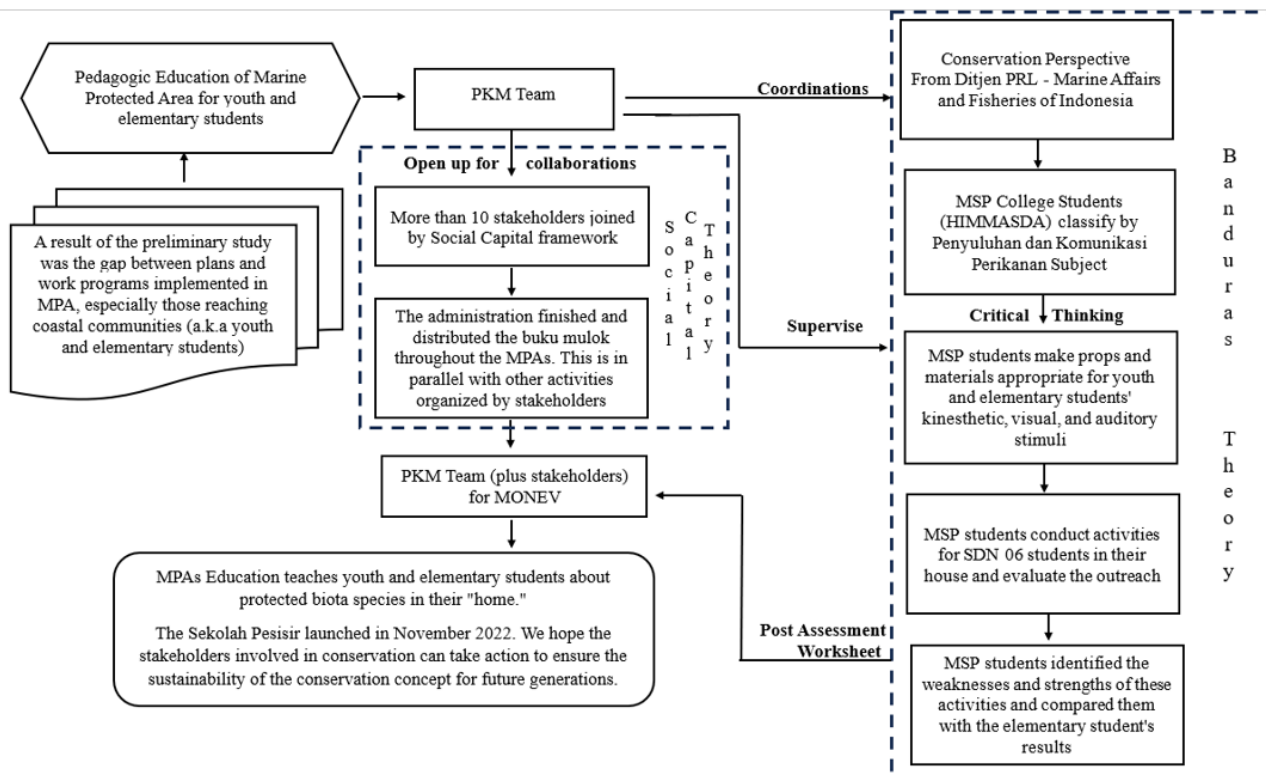 Pedagogic Education of Marine
Protected Area for youth and
elementary students
A result of the preliminary study
was the gap between plans and
work programs implemented in
MPA, especially those reaching
coastal communities (a.k.a youth
and elementary students)
PKM Team
Coordinations
Supervise
Open up for collaborations
More than 10 stakeholders joined
by Social Capital framework
The administration finished and
distributed the buku mulok
throughout the MPAs. This is in
parallel with other activities
organized by stakeholders
Social
Capital
Theory
PKM Team (plus stakeholders)
for MONEV
MPAs Education teaches youth and elementary students about
protected biota species in their "home."
The Sekolah Pesisir launched in November 2022. We hope the
stakeholders involved in conservation can take action to ensure the
sustainability of the conservation concept for future generations.
Conservation Perspective
From Ditjen PRL - Marine Affairs
and Fisheries of Indonesia
MSP College Students
(HIMMASDA) classify by
Penyuluhan dan Komunikasi
Perikanan Subject
Critical Thinking
MSP students make props and
materials appropriate for youth
and elementary students'
kinesthetic, visual, and auditory
stimuli
MSP students conduct activities
for SDN 06 students in their
house and evaluate the outreach
MSP students identified the
weaknesses and strengths of these
activities and compared them
with the elementary student's
results
Post Assessment
Worksheet
Banduras Theory